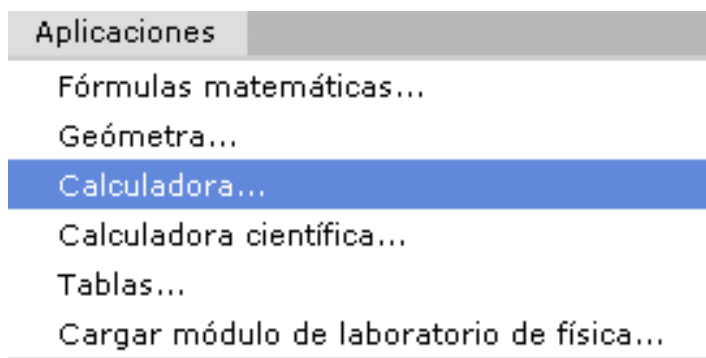 Aplicaciones
Fórmulas matemáticas...
Geómetra...
Calculadora...
Calculadora científica...
Tablas...
Cargar módulo de laboratorio de física...